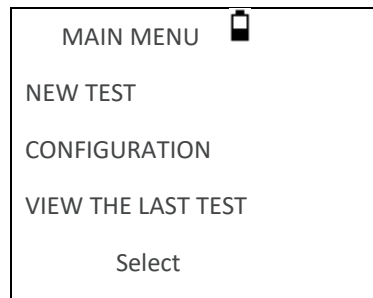 MAIN MENU
NEW TEST
CONFIGURATION
VIEW THE LAST TEST
Select